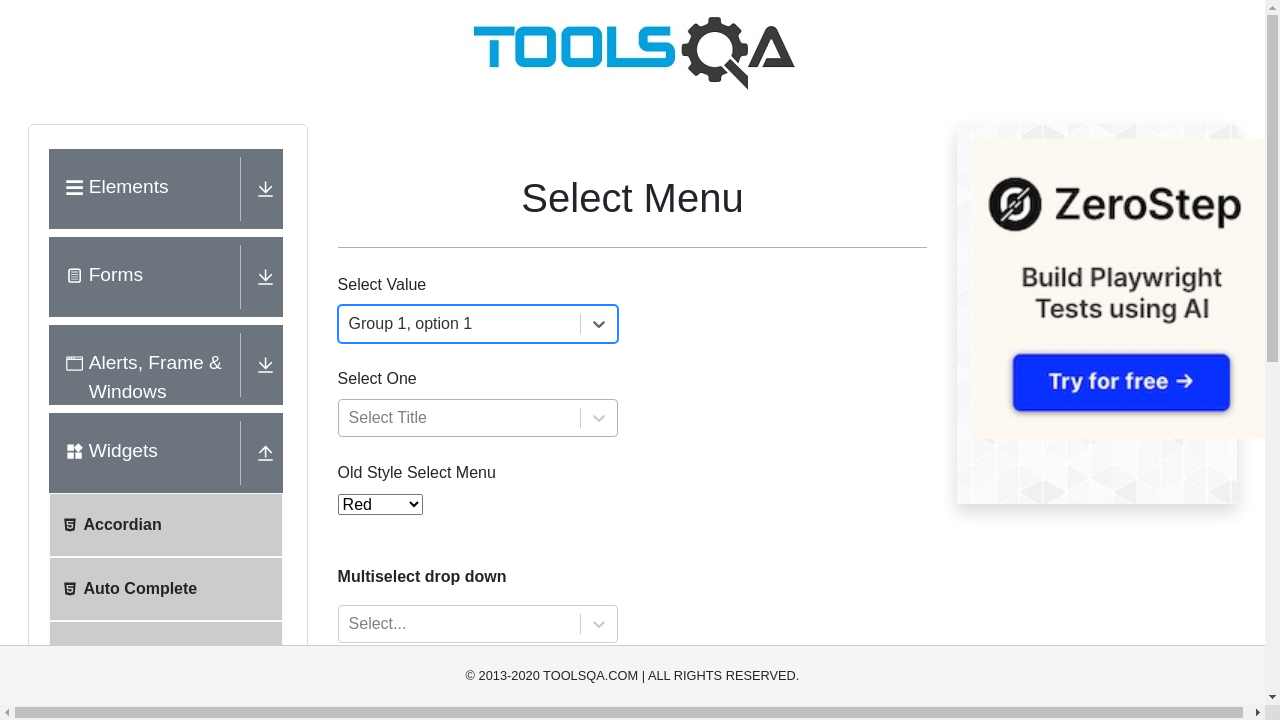 TOOLSQA
Elements
Forms
Alerts, Frame &
Windows
Widgets
Accordian
Auto Complete
Select Menu
Select Value
Group 1, option 1
Select One
Select Title
Old Style Select Menu
Red
Multiselect drop down
Select...
ZeroStep
Build Playwright
Tests using AI
Try for free →
© 2013-2020 TOOLSQA.COM | ALL RIGHTS RESERVED.